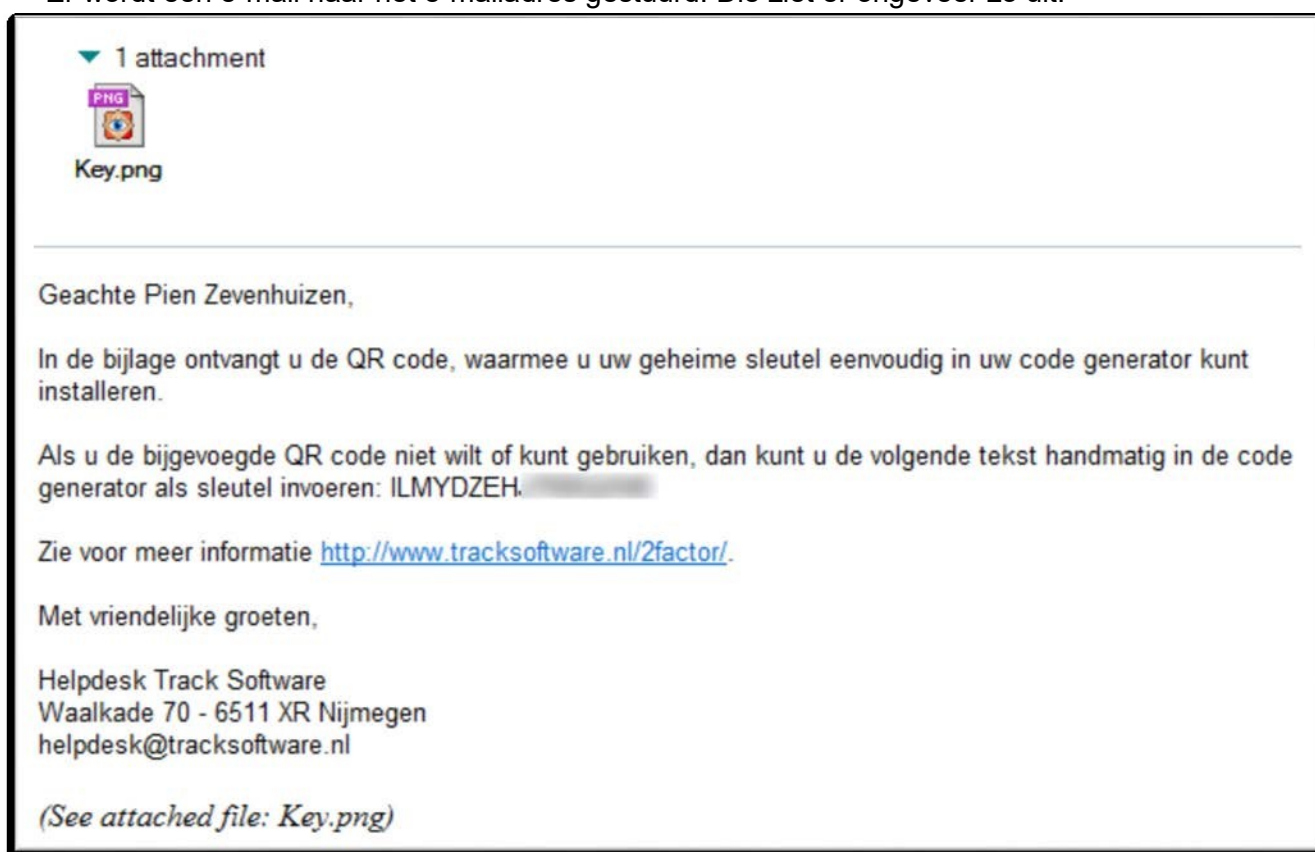 1 attachment
PNG
Key.png
Geachte Pien Zevenhuizen,
In de bijlage ontvangt u de QR code, waarmee u uw geheime sleutel eenvoudig in uw code generator kunt
installeren.
Als u de bijgevoegde QR code niet wilt of kunt gebruiken, dan kunt u de volgende tekst handmatig in de code
generator als sleutel invoeren: ILMYDZEH
Zie voor meer informatie http://www.tracksoftware.nl/2factor/.
Met vriendelijke groeten,
Helpdesk Track Software
Waalkade 70 - 6511 XR Nijmegen
helpdesk@tracksoftware.nl
(See attached file: Key.png)